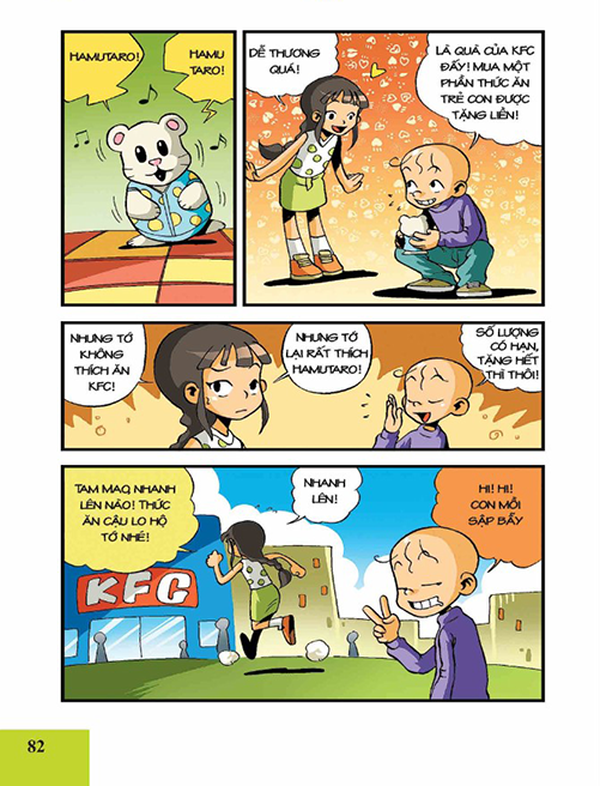 HAMUTARO!
HAMU
TARO!
DỄ THƯƠNG
QUÁ!
LÀ QUÀ CỦA KFC
ĐẤY! MUA MỘT
PHẦN THỨC ĂN
TRẺ CON ĐƯỢC
TẶNG LIỀN!
NHƯNG TỚ
KHÔNG
THÍCH ĂN
KFC!
NHƯNG TỚ
LẠI RẤT THÍCH
HAMUTARO!
SỐ LƯỢNG
CÓ HẠN,
TẶNG HẾT
THÌ THÔI!
TAM MAO, NHANH
LÊN NÀO! THỨC
ĂN CẬU LO HỘ
TỚ NHÉ!
NHANH
LÊN!
HI! HI!
CON MỒI
SẬP BẪY
KFC
82